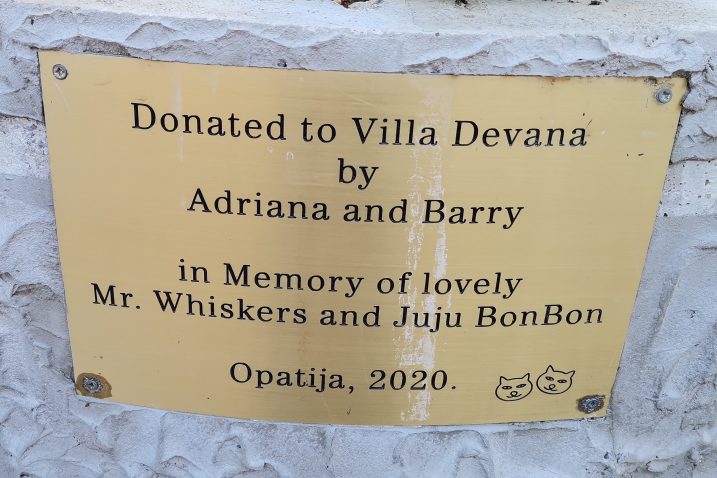 Donated to Villa Devana
by
Adriana and Barry
in Memory of lovely
Mr. Whiskers and Juju BonBon
Opatija, 2020.